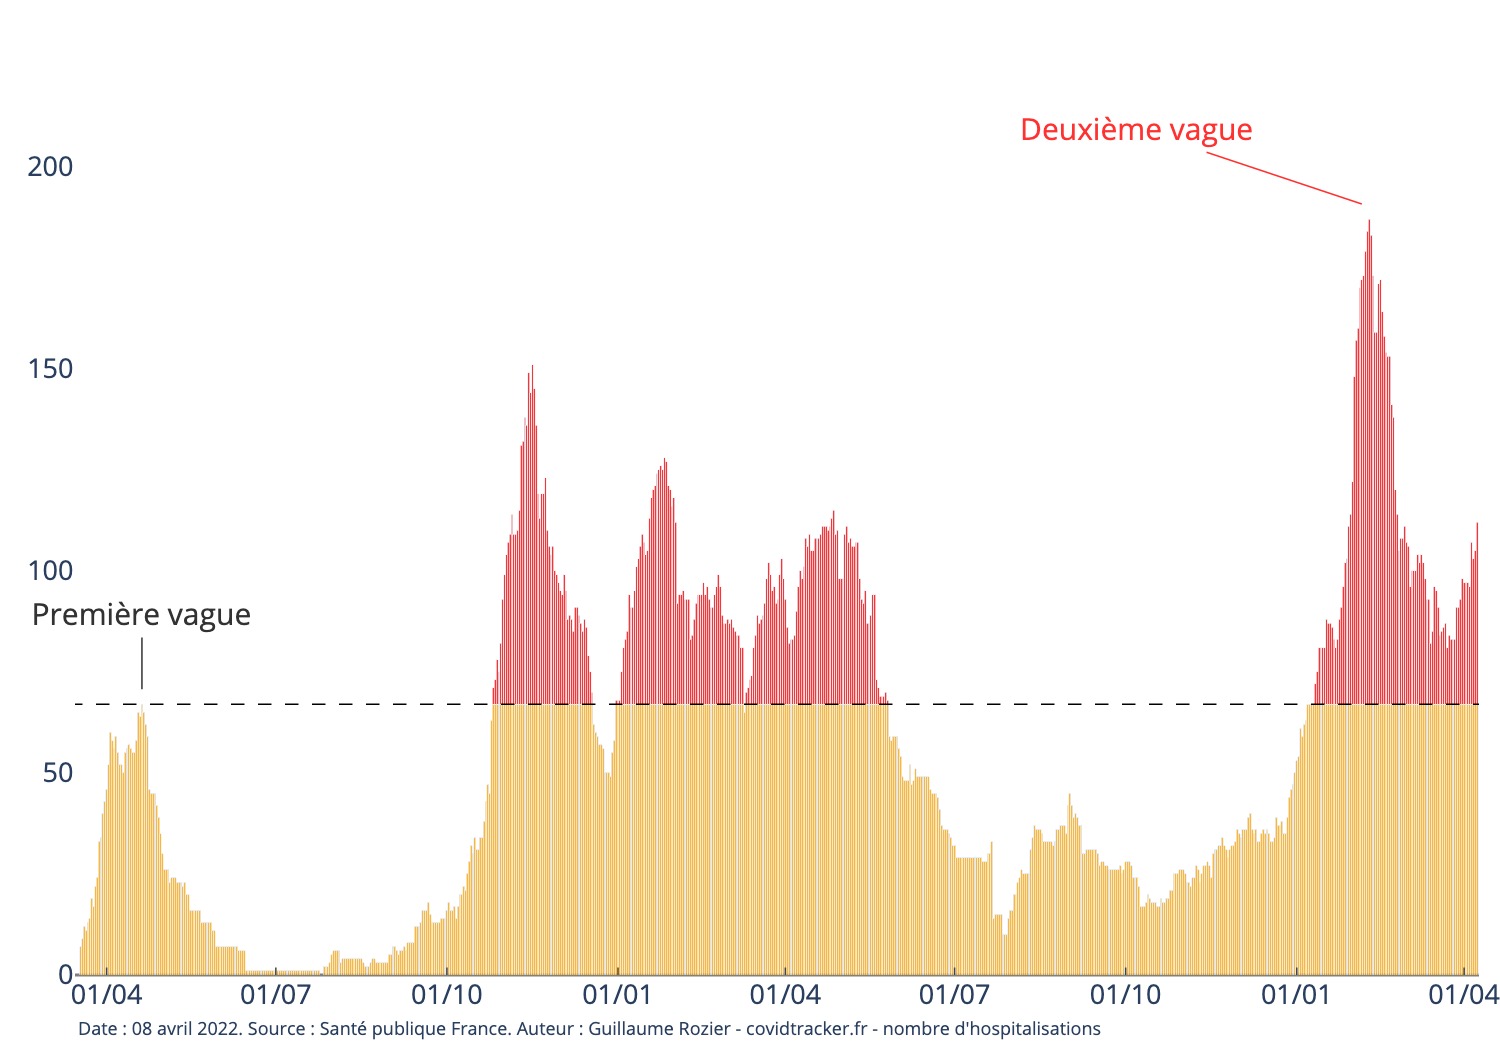 Deuxième vague
200
150
100
Première vague
50
0
01/04 01/07 01/10 01/01 01/04 01/07 01/10 01/01 01/04
Date : 08 avril 2022. Source : Santé publique France. Auteur : Guillaume Rozier - covidtracker.fr - nombre d'hospitalisations